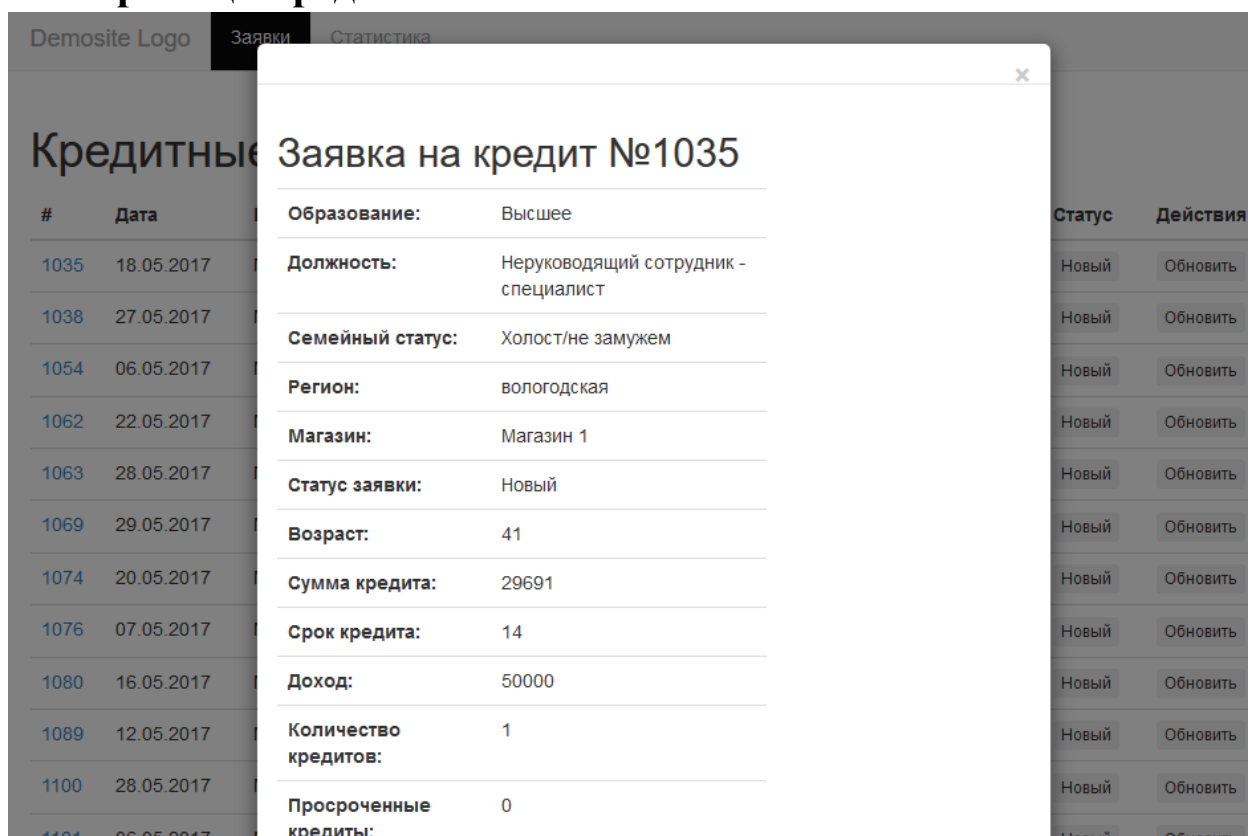 Demosite Logo Заявки Статистика
×
Кредитные
Заявка на кредит №1035
# Дата Статус Действия
Образование: Высшее
1035 18.05.2017 Новый Обновить
Должность: Неруководящий сотрудник -
специалист
1038 27.05.2017 Новый Обновить
Семейный статус: Холост/не замужем
1054 06.05.2017 Новый Обновить
Регион: вологодская
1062 22.05.2017 Новый Обновить
Магазин: Магазин 1
1063 28.05.2017 Новый Обновить
Статус заявки: Новый
1069 29.05.2017 Новый Обновить
Возраст: 41
1074 20.05.2017 Новый Обновить
Сумма кредита: 29691
1076 07.05.2017 Новый Обновить
Срок кредита: 14
1080 16.05.2017 Новый Обновить
Доход: 50000
1089 12.05.2017 Новый Обновить
Количество 1
кредитов:
1100 28.05.2017 Новый Обновить
Просроченные 0
кредиты: